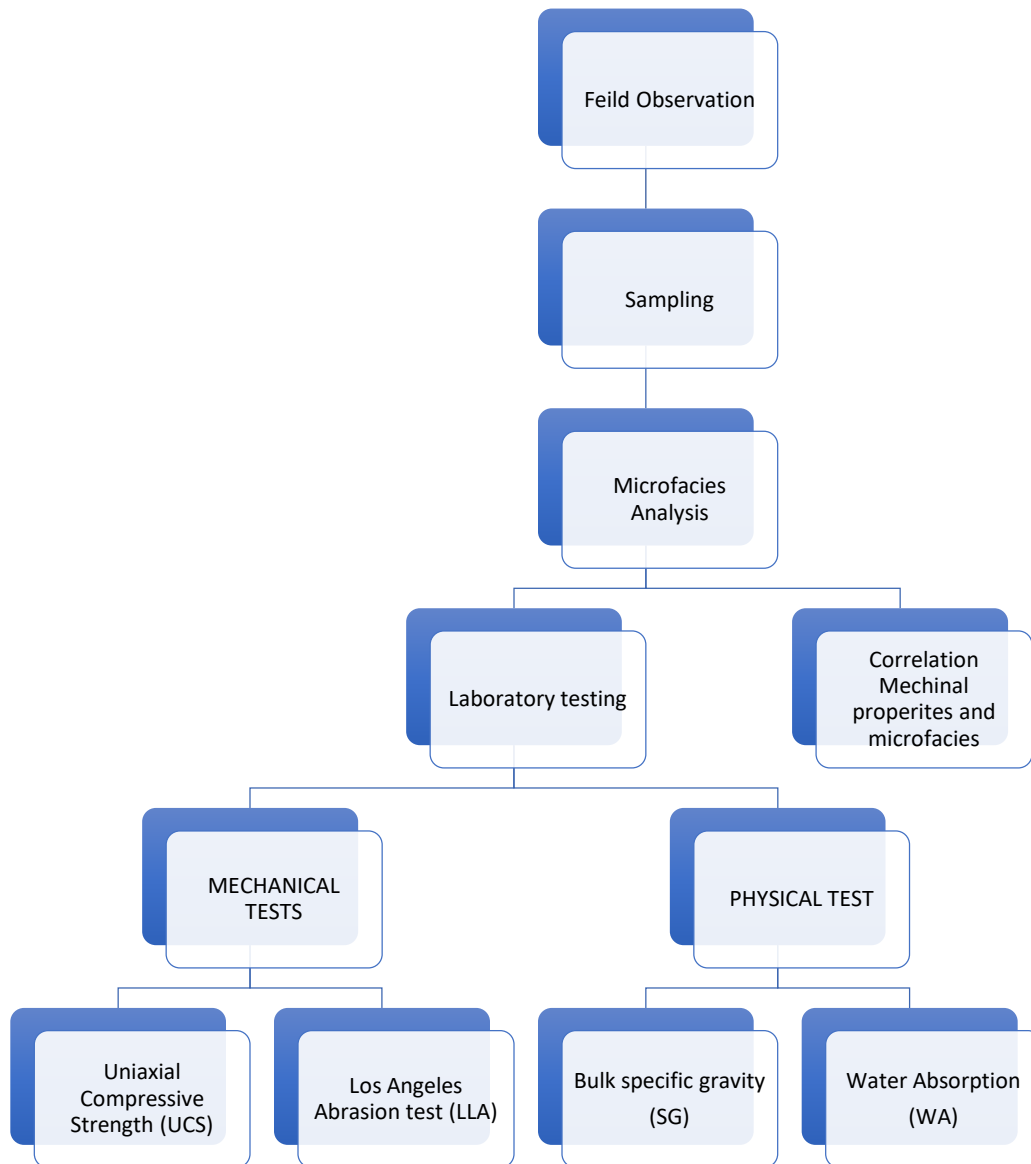 Feild Observation
Sampling
Microfacies
Analysis
Laboratory testing
Correlation
Mechinal
properites and
microfacies
MECHANICAL
TESTS
PHYSICAL TEST
Uniaxial
Compressive
Strength (UCS)
Los Angeles
Abrasion test (LLA)
Bulk specific gravity
(SG)
Water Absorption
(WA)